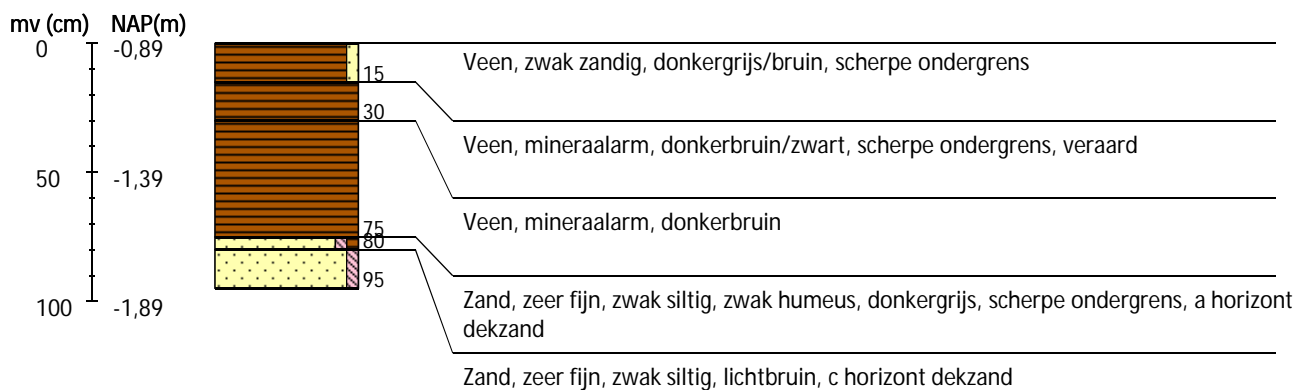 mv (cm) NAP(m)
0 -0,89
Veen, zwak zandig, donkergrijs/bruin, scherpe ondergrens
15
30
Veen, mineraalarm, donkerbruin/zwart, scherpe ondergrens, veraard
50 -1,39
Veen, mineraalarm, donkerbruin
75
80
95
100 -1,89
Zand, zeer fijn, zwak siltig, zwak humeus, donkergrijs, scherpe ondergrens, a horizont
dekzand
Zand, zeer fijn, zwak siltig, lichtbruin, c horizont dekzand